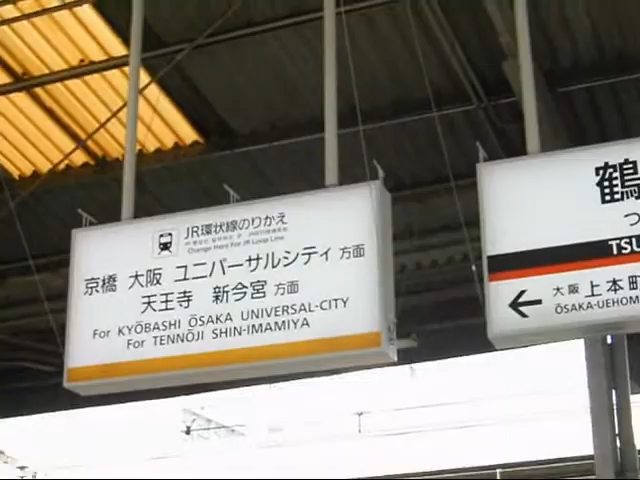 JR環状線のりかえ
Change Here For JR Loop Line
京橋 大阪 ユニバーサルシティ 方面
天王寺 新今宮 方面
For KYŌBASHI ŌSAKA UNIVERSAL-CITY
For TENNŌJI SHIN-IMAMIYA
鶴
つ
TSU
← 大阪 上本町
ŌSAKA-UEHOM